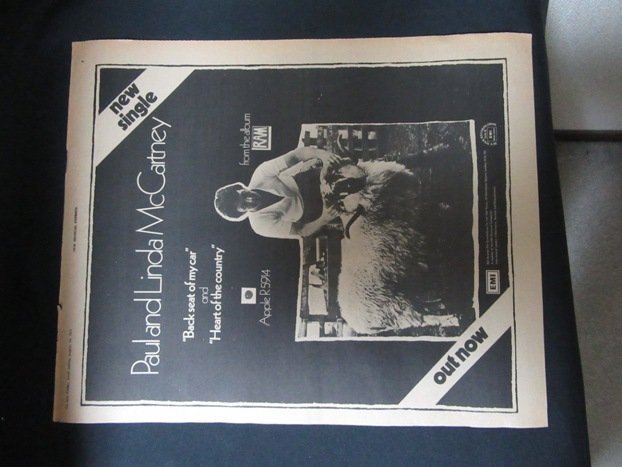 new
single
Paul and Linda McCartney
"Back seat of my car"
and
"Heart of the country"
from the album
RAM
Apple R5914
EMI
out now